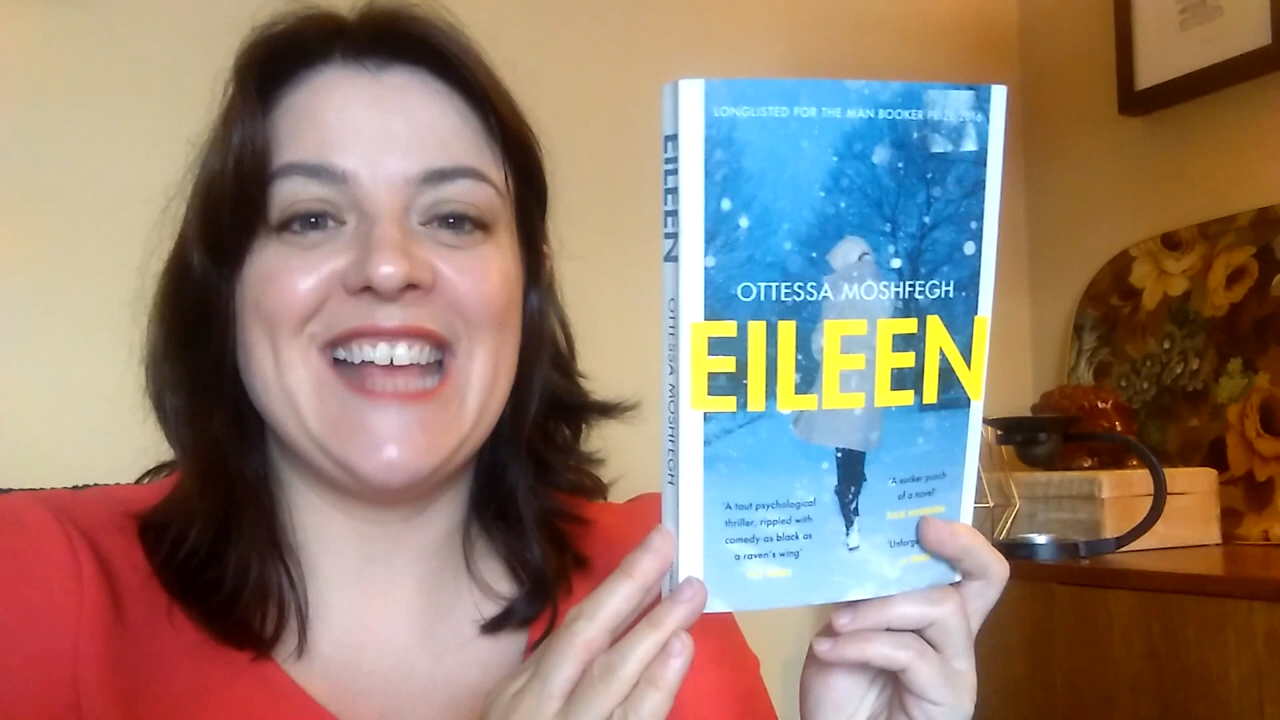 LONGLISTED FOR THE MAN BOOKER PRIZE 2016
OTTESSA MOSHFEGH
EILEEN
'A taut psychological
thriller, rippled with
comedy as black as
a raven's wing'
'A sucker punch
of a novel'
EILEEN OTTESSA MOSHFEGH